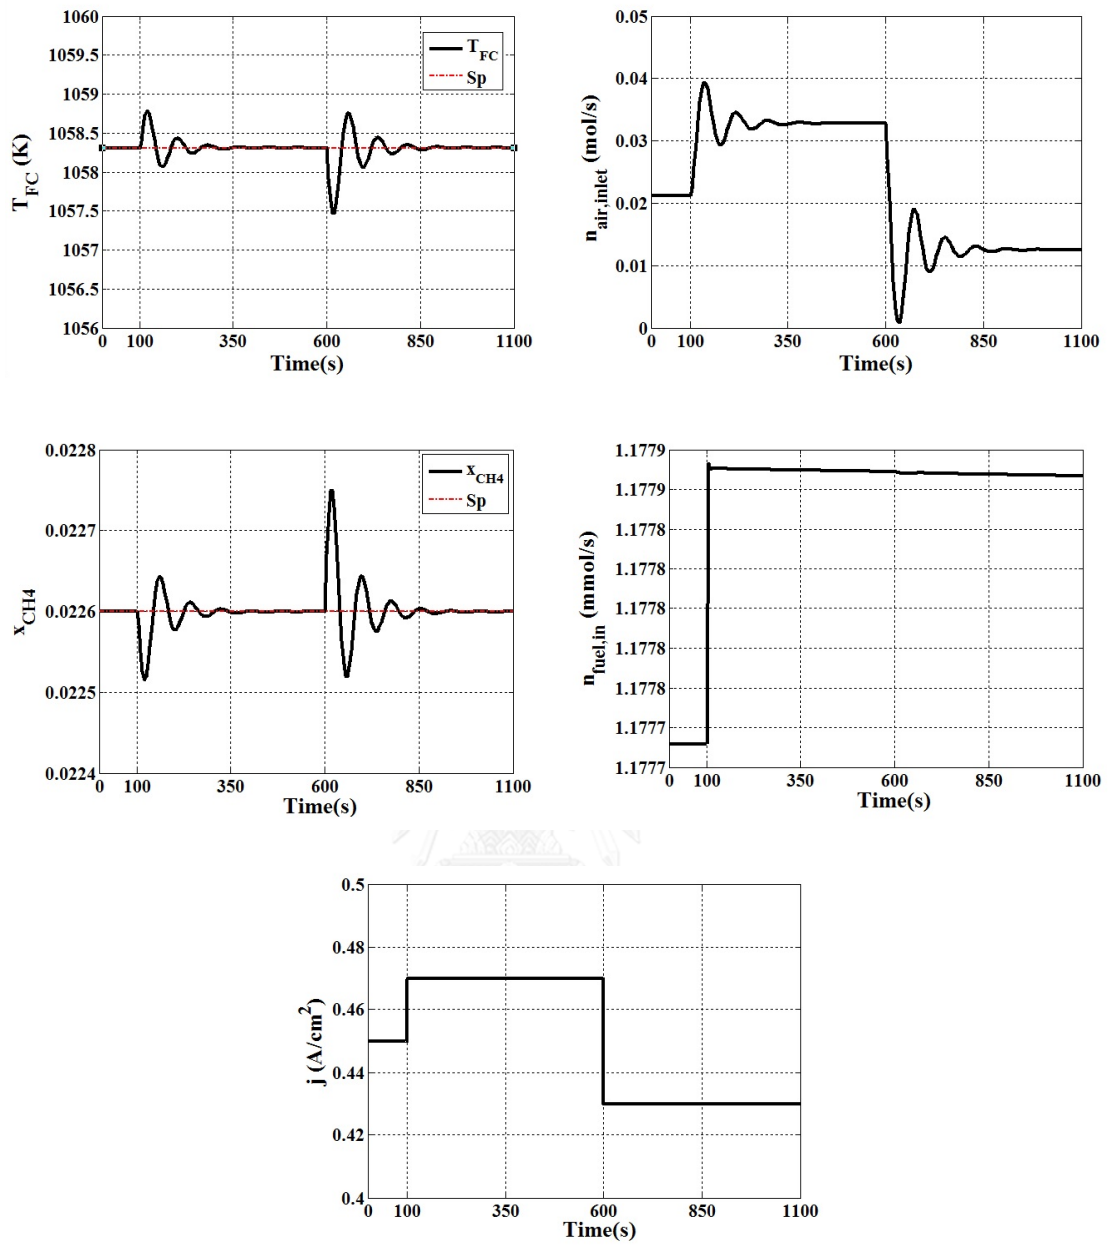 1060
1059.5
1059
1058.5
1058
1057.5
1057
1056.5
1056
T_FC (K)
T_FC
Sp
0 100 350 600 850 1100
Time(s)
0.05
0.04
0.03
0.02
0.01
0
n_air,inlet (mol/s)
0 100 350 600 850 1100
Time(s)
0.0228
0.0227
0.0226
0.0225
0.0224
x_CH4
x_CH4
Sp
0 100 350 600 850 1100
Time(s)
1.1779
1.1779
1.1778
1.1778
1.1778
1.1778
1.1778
1.1777
1.1777
n_fuel,in (mmol/s)
0 100 350 600 850 1100
Time(s)
0.5
0.48
0.46
0.44
0.42
0.4
j (A/cm²)
0 100 350 600 850 1100
Time(s)